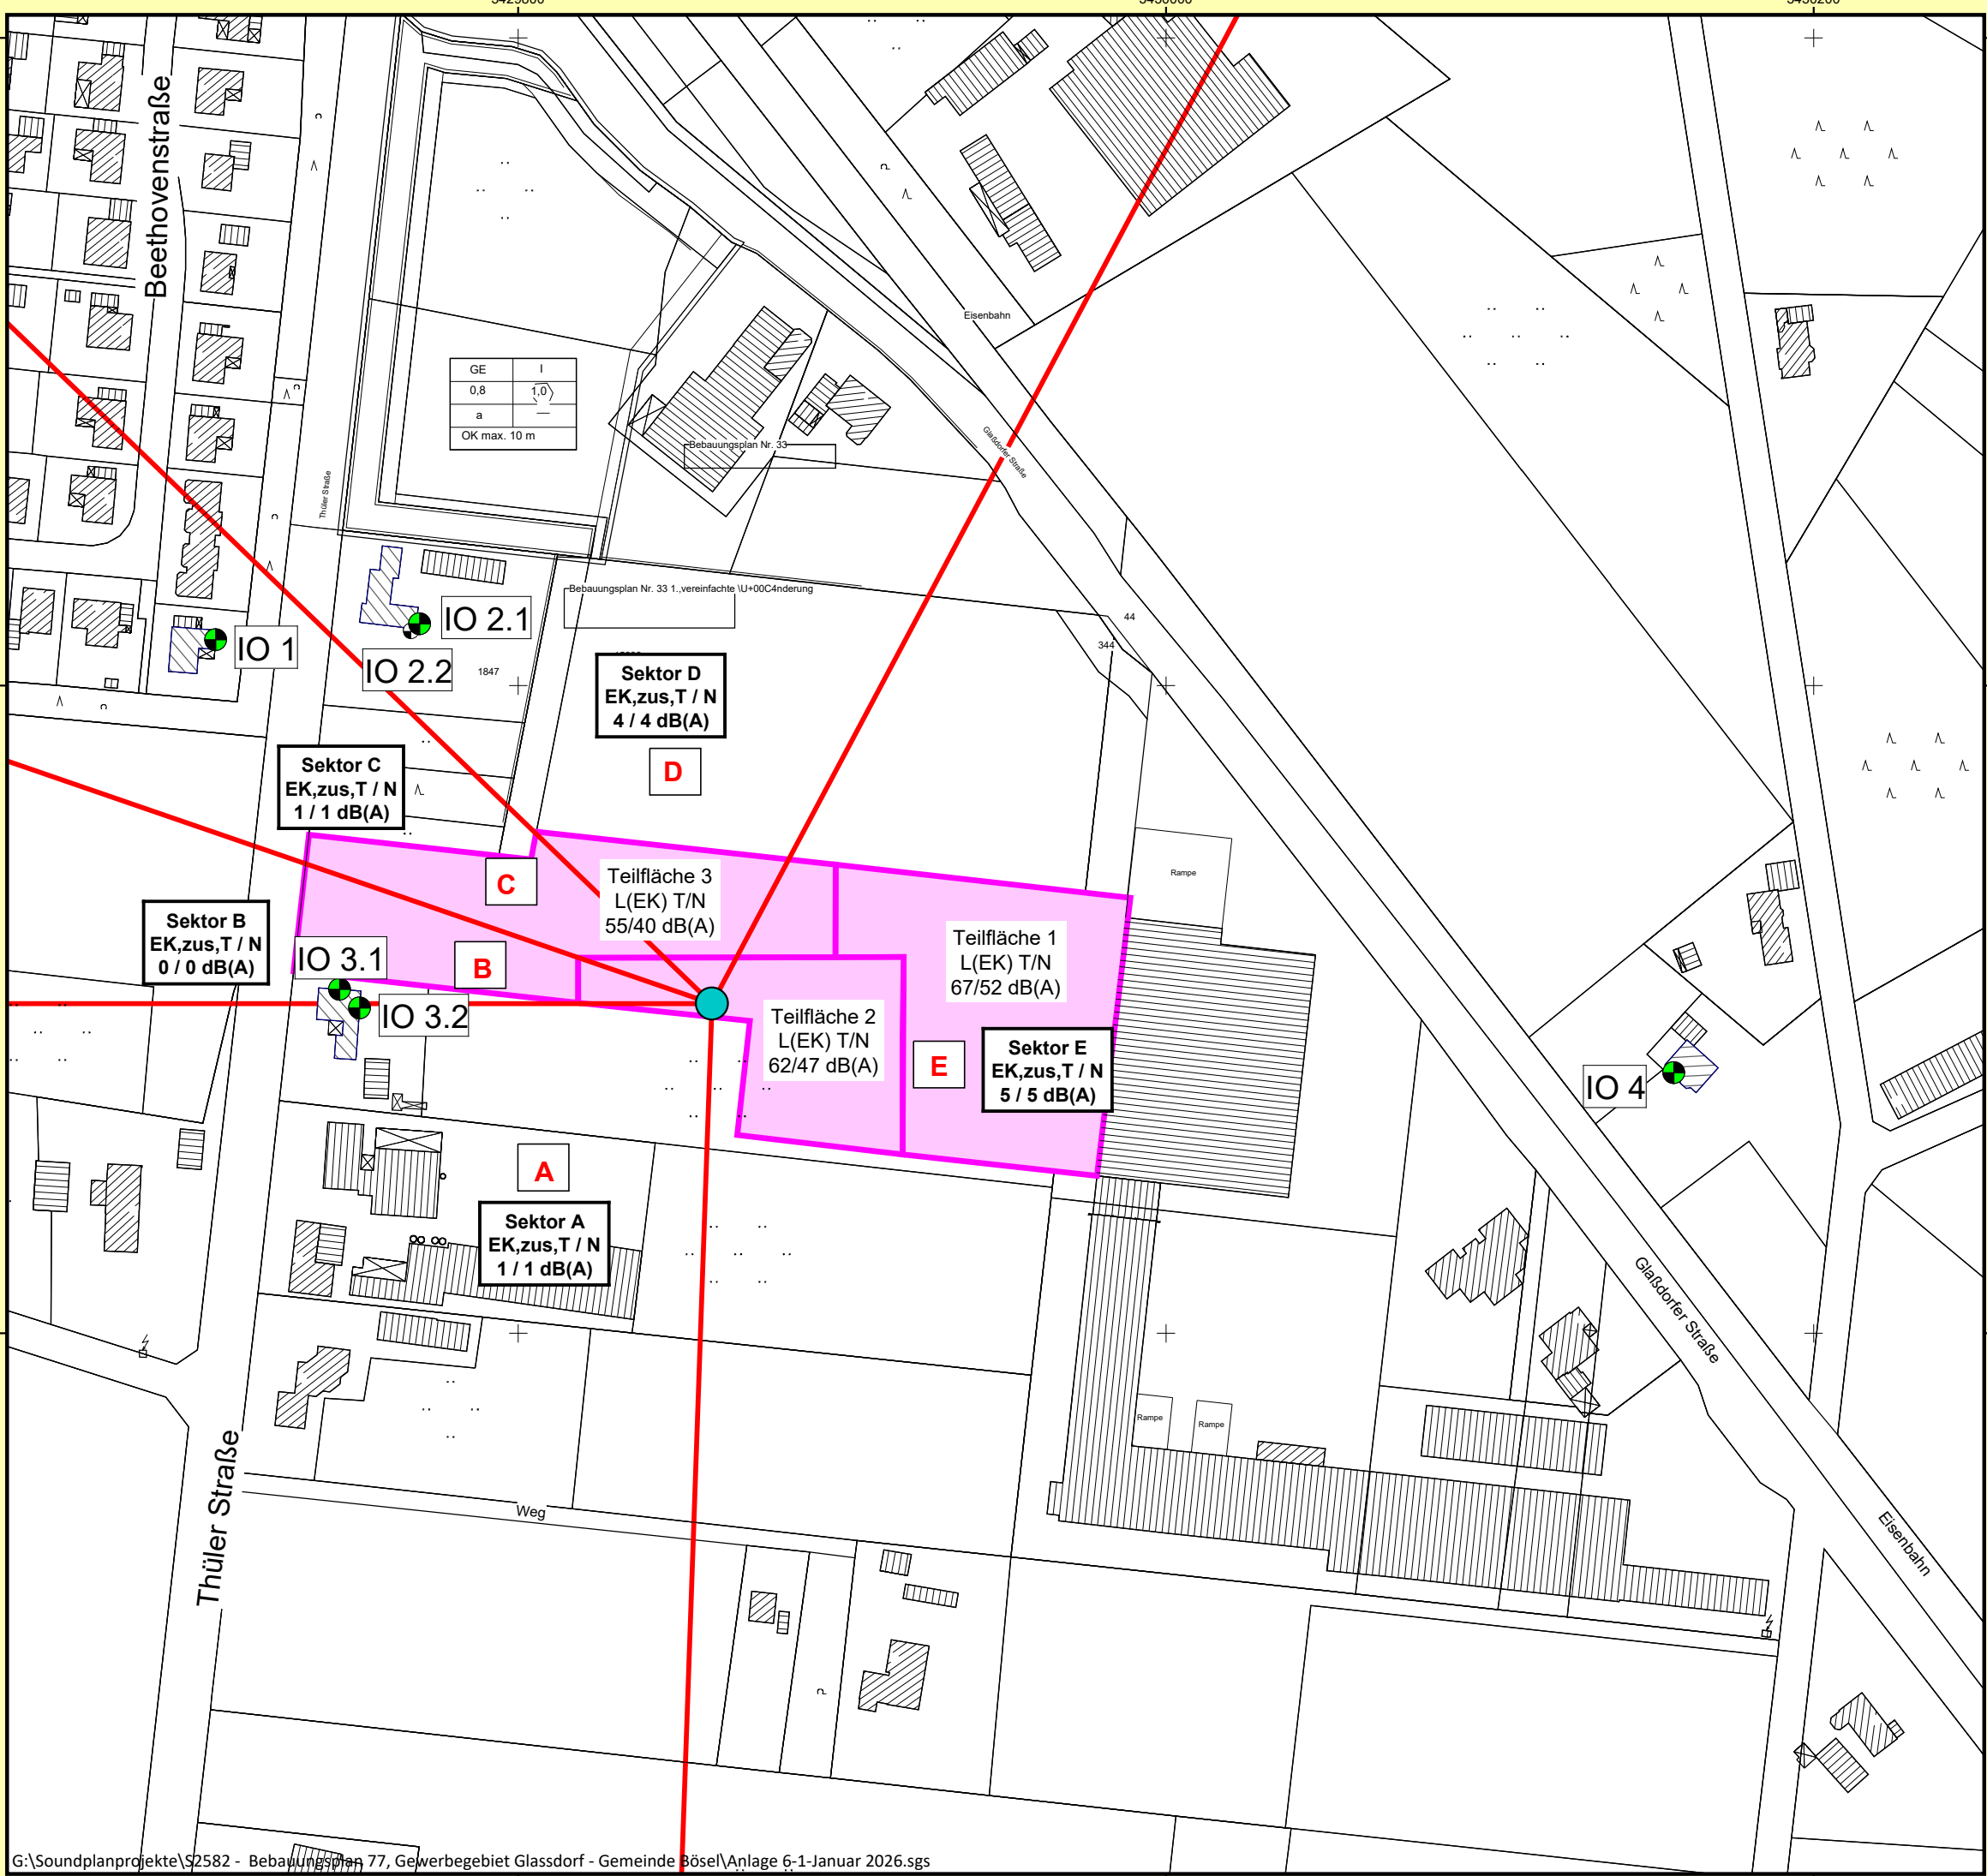 Beethovenstraße
Eisenbahn
GE
I
0,8
1,0
a
OK max. 10 m
Bebauungsplan Nr. 33
Glaßdorfer Straße
Thüler Straße
Bebauungsplan Nr. 33 1.,vereinfachte \U+00C4nderung
IO 2.1
44
IO 1
344
IO 2.2
1847
Sektor D
EK,zus,T / N
4 / 4 dB(A)
D
Sektor C
EK,zus,T / N
1 / 1 dB(A)
Rampe
C
Teilfläche 3
L(EK) T/N
55/40 dB(A)
Sektor B
EK,zus,T / N
0 / 0 dB(A)
IO 3.1
B
Teilfläche 1
L(EK) T/N
67/52 dB(A)
IO 3.2
Teilfläche 2
L(EK) T/N
62/47 dB(A)
E
Sektor E
EK,zus,T / N
5 / 5 dB(A)
IO 4
A
Sektor A
EK,zus,T / N
1 / 1 dB(A)
Glaßdorfer Straße
Rampe
Rampe
Thüler Straße
Weg
Eisenbahn
G:\Soundplanprojekte\S2582 - Bebauungsplan 77, Gewerbegebiet Glassdorf - Gemeinde Bösel\Anlage 6-1-Januar 2026.sgs